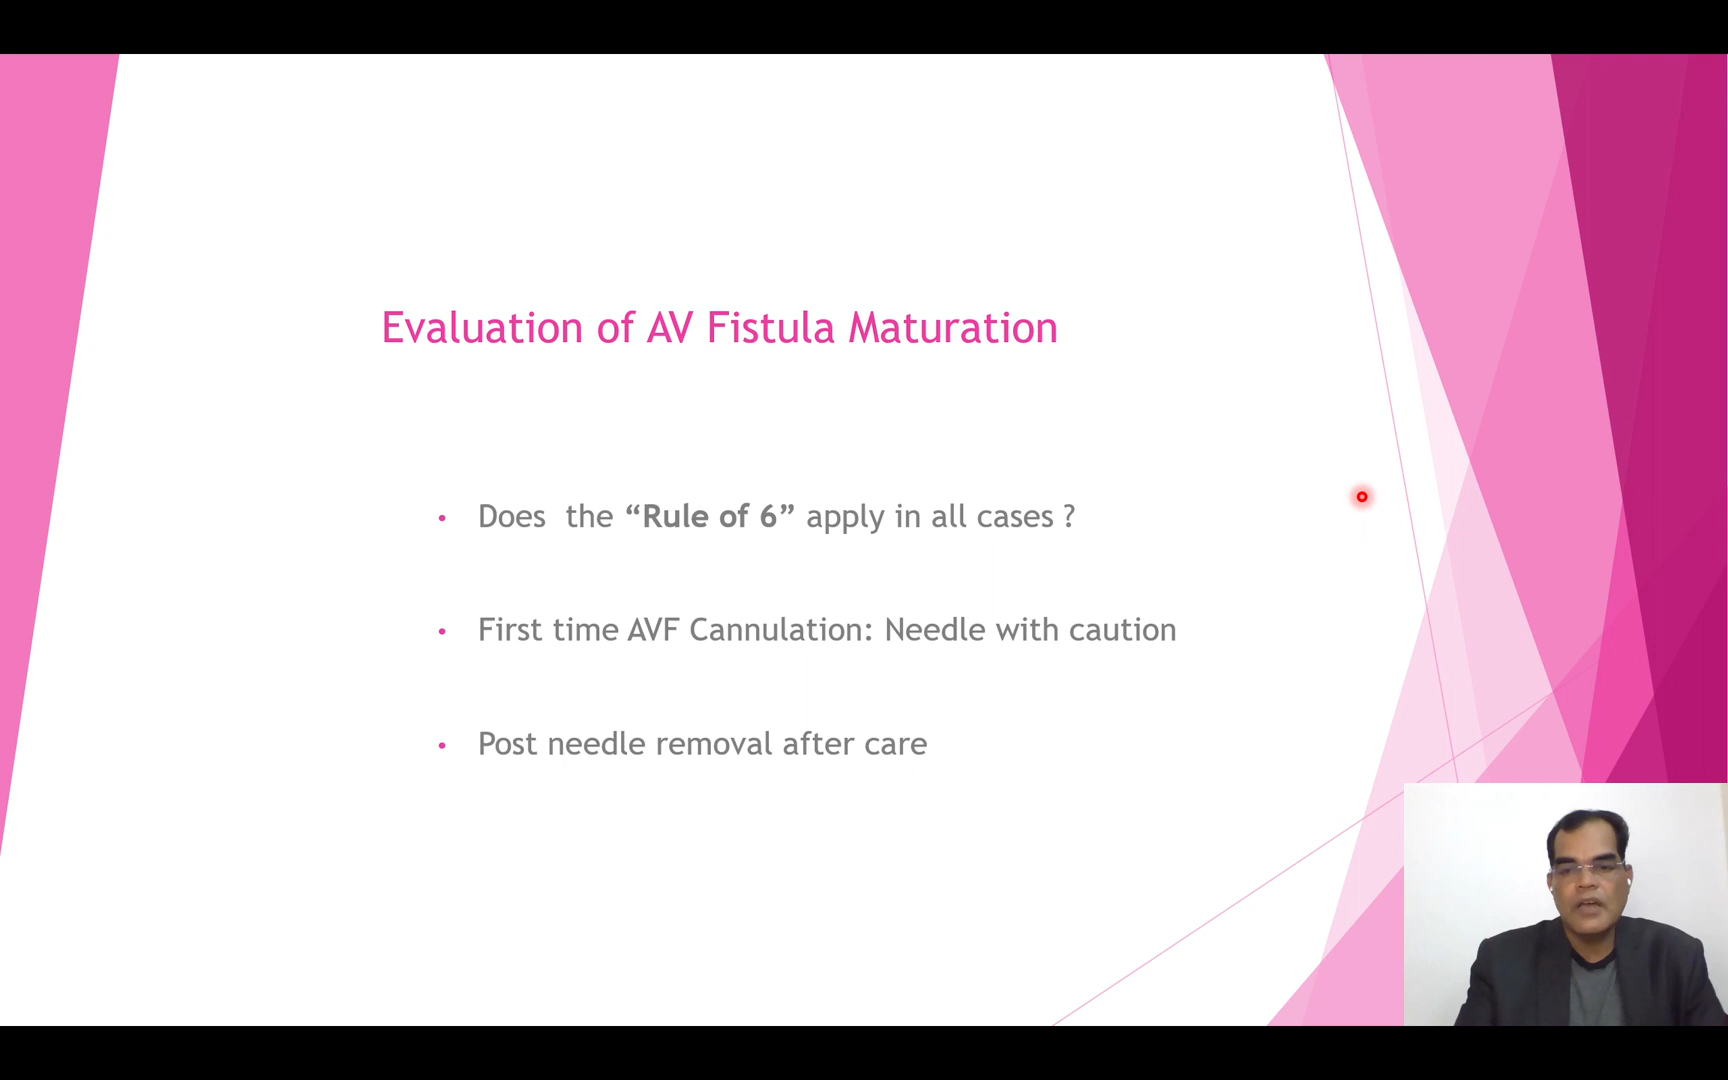 Evaluation of AV Fistula Maturation
• Does the “Rule of 6” apply in all cases ?
• First time AVF Cannulation: Needle with caution
• Post needle removal after care